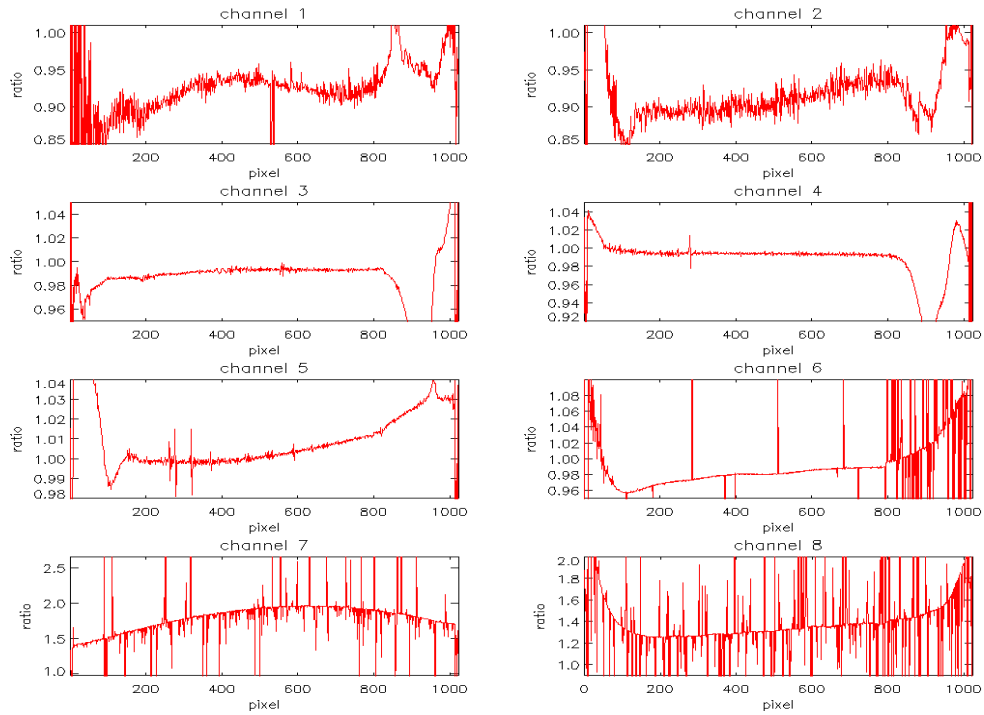 channel 1
1.00
0.95
0.90
0.85
ratio
200 400 600 800 1000
pixel
channel 2
1.00
0.95
0.90
0.85
ratio
200 400 600 800 1000
pixel
channel 3
1.04
1.02
1.00
0.98
0.96
ratio
200 400 600 800 1000
pixel
channel 4
1.04
1.02
1.00
0.98
0.96
0.94
0.92
ratio
200 400 600 800 1000
pixel
channel 5
1.04
1.03
1.02
1.01
1.00
0.99
0.98
ratio
200 400 600 800 1000
pixel
channel 6
1.08
1.06
1.04
1.02
1.00
0.98
0.96
ratio
200 400 600 800 1000
pixel
channel 7
2.5
2.0
1.5
1.0
ratio
200 400 600 800 1000
pixel
channel 8
2.0
1.8
1.6
1.4
1.2
1.0
ratio
0 200 400 600 800 1000
pixel